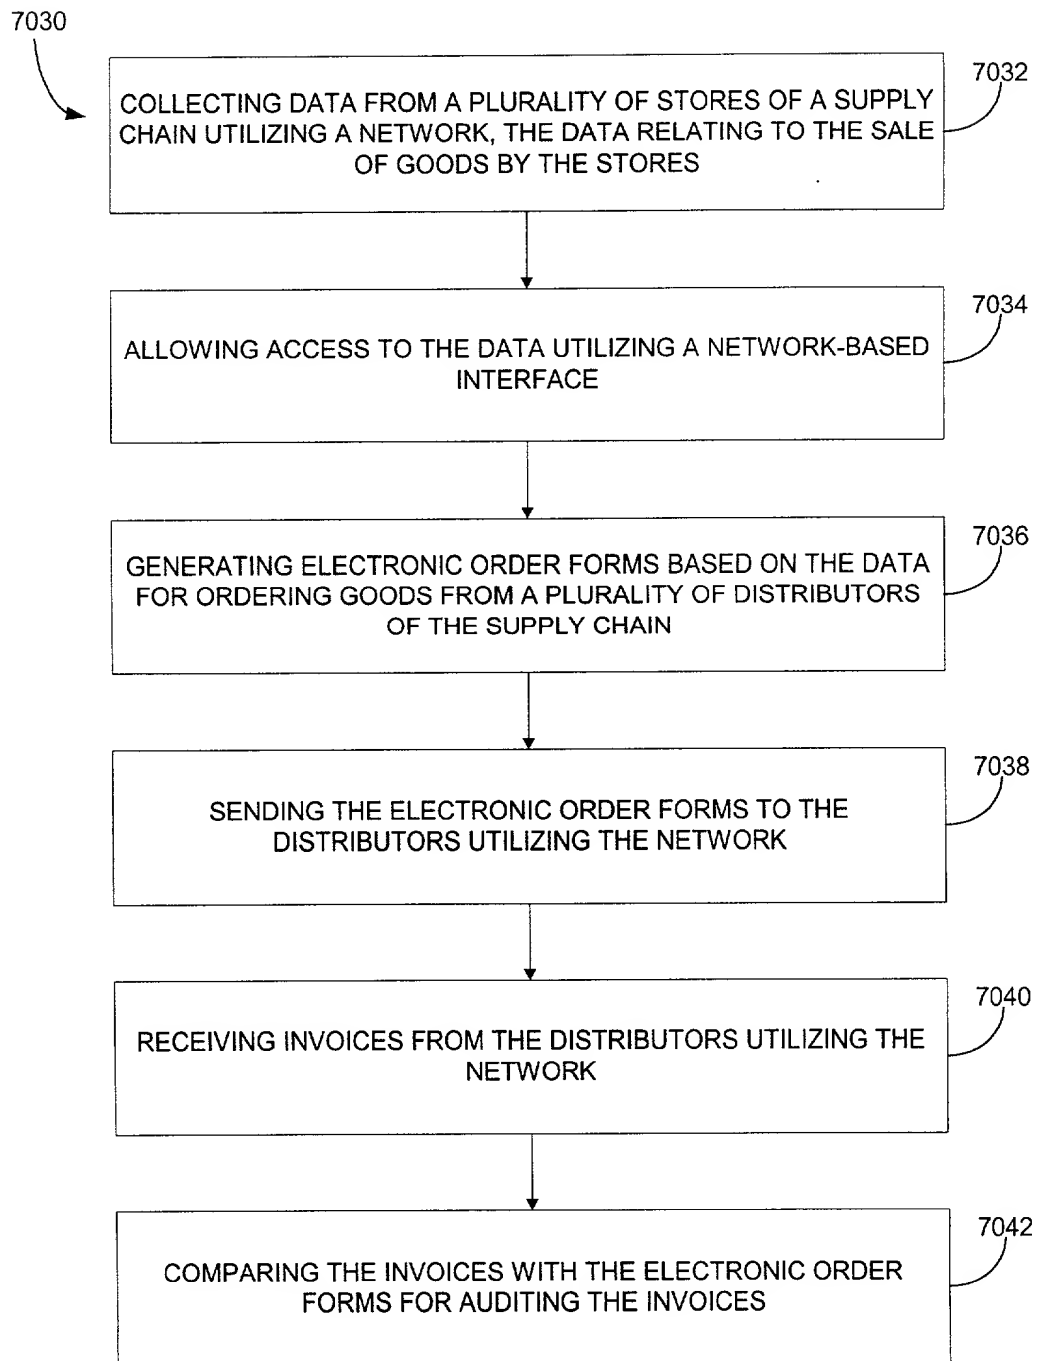 7030
7032
COLLECTING DATA FROM A PLURALITY OF STORES OF A SUPPLY
CHAIN UTILIZING A NETWORK, THE DATA RELATING TO THE SALE
OF GOODS BY THE STORES
7034
ALLOWING ACCESS TO THE DATA UTILIZING A NETWORK-BASED
INTERFACE
7036
GENERATING ELECTRONIC ORDER FORMS BASED ON THE DATA
FOR ORDERING GOODS FROM A PLURALITY OF DISTRIBUTORS
OF THE SUPPLY CHAIN
7038
SENDING THE ELECTRONIC ORDER FORMS TO THE
DISTRIBUTORS UTILIZING THE NETWORK
7040
RECEIVING INVOICES FROM THE DISTRIBUTORS UTILIZING THE
NETWORK
7042
COMPARING THE INVOICES WITH THE ELECTRONIC ORDER
FORMS FOR AUDITING THE INVOICES